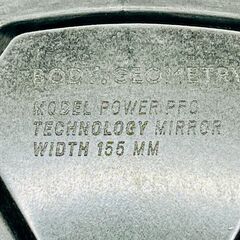 BODY GEOMETRY
MODEL POWER PRO
TECHNOLOGY MIRROR
WIDTH 155 MM